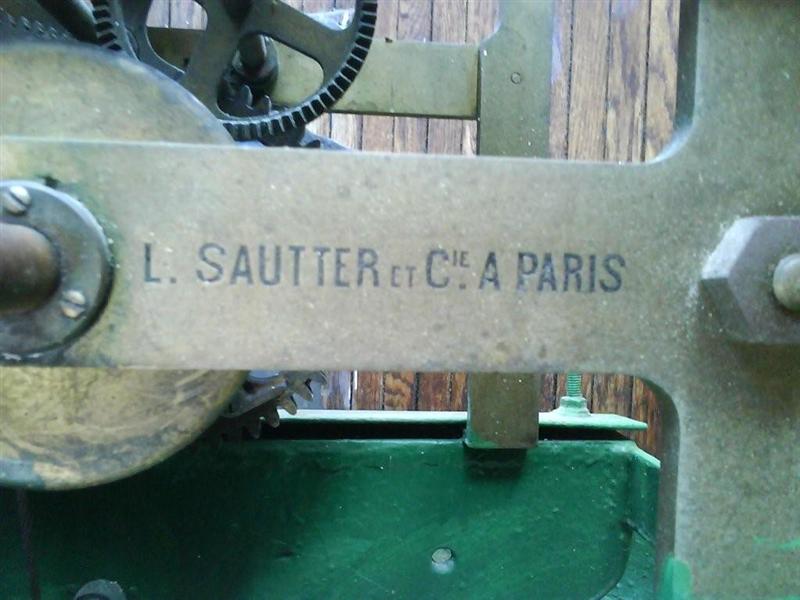 L. SAUTTER ET CIE. A PARIS